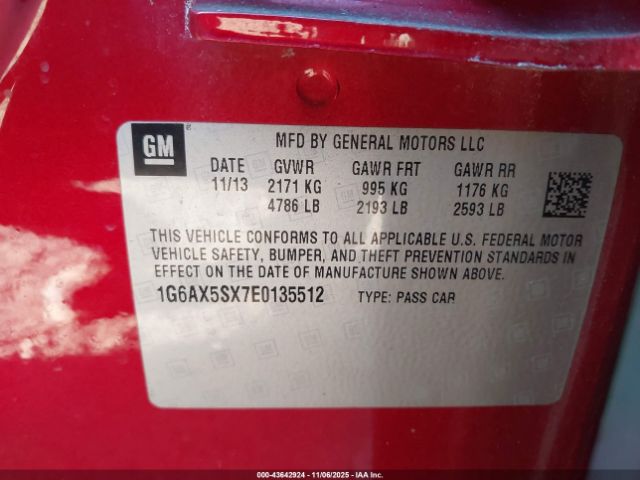 GM
MFD BY GENERAL MOTORS LLC
DATE GVWR GAWR FRT GAWR RR
11/13 2171 KG 995 KG 1176 KG
4786 LB 2193 LB 2593 LB
THIS VEHICLE CONFORMS TO ALL APPLICABLE U.S. FEDERAL MOTOR
VEHICLE SAFETY, BUMPER, AND THEFT PREVENTION STANDARDS IN
EFFECT ON THE DATE OF MANUFACTURE SHOWN ABOVE.
1G6AX5SX7E0135512 TYPE: PASS CAR
000-43642924 - 11/06/2025 - IAA Inc.